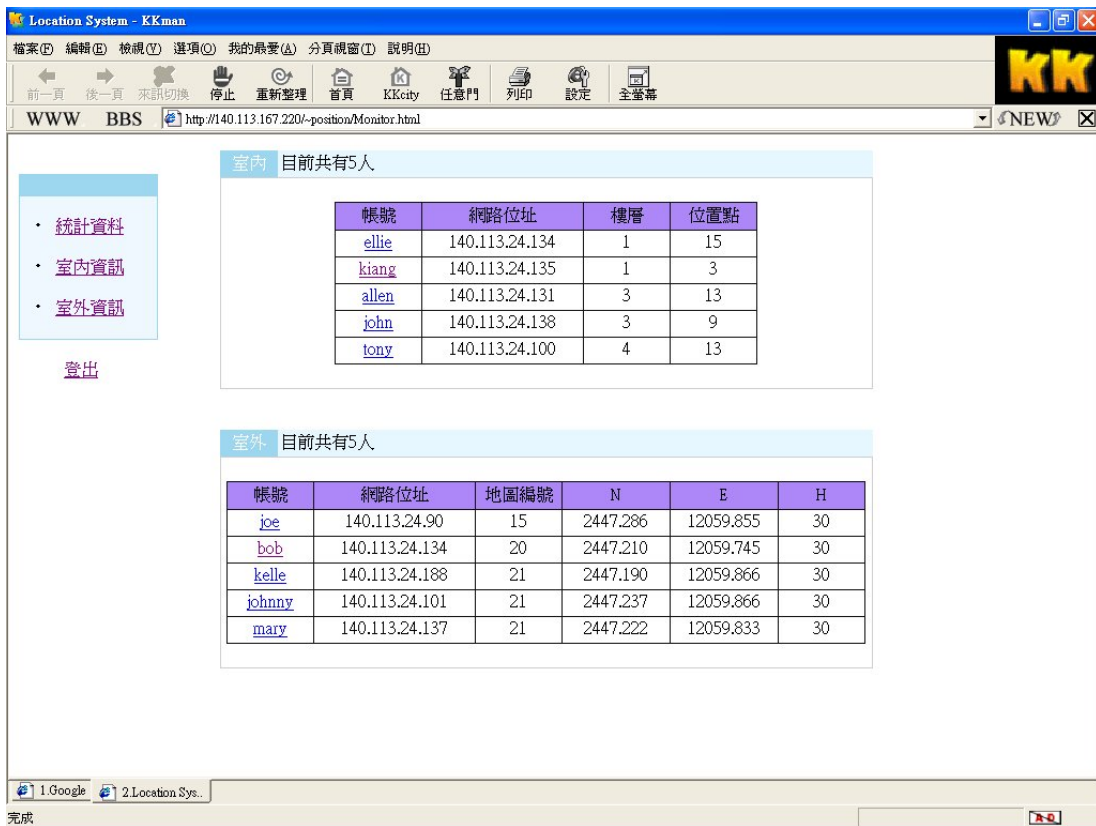 Location System - KKman
檔案(F) 編輯(E) 檢視(V) 選項(O) 我的最愛(A) 分頁視窗(I) 說明(H)
前一頁 後一頁 來訊切換 停止 重新整理 首頁 KKcity 任意門 列印 設定 全螢幕
KK
WWW BBS http://140.113.167.220/~position/Monitor.html NEW
室內 目前共有5人
・ 統計資料
・ 室內資訊
・ 室外資訊
登出
帳號 網路位址 樓層 位置點
ellie 140.113.24.134 1 15
kiang 140.113.24.135 1 3
allen 140.113.24.131 3 13
john 140.113.24.138 3 9
tony 140.113.24.100 4 13
室外 目前共有5人
帳號 網路位址 地圖編號 N E H
joe 140.113.24.90 15 2447.286 12059.855 30
bob 140.113.24.134 20 2447.210 12059.745 30
kelle 140.113.24.188 21 2447.190 12059.866 30
johnny 140.113.24.101 21 2447.237 12059.866 30
mary 140.113.24.137 21 2447.222 12059.833 30
1.Google 2.Location Sys..
完成